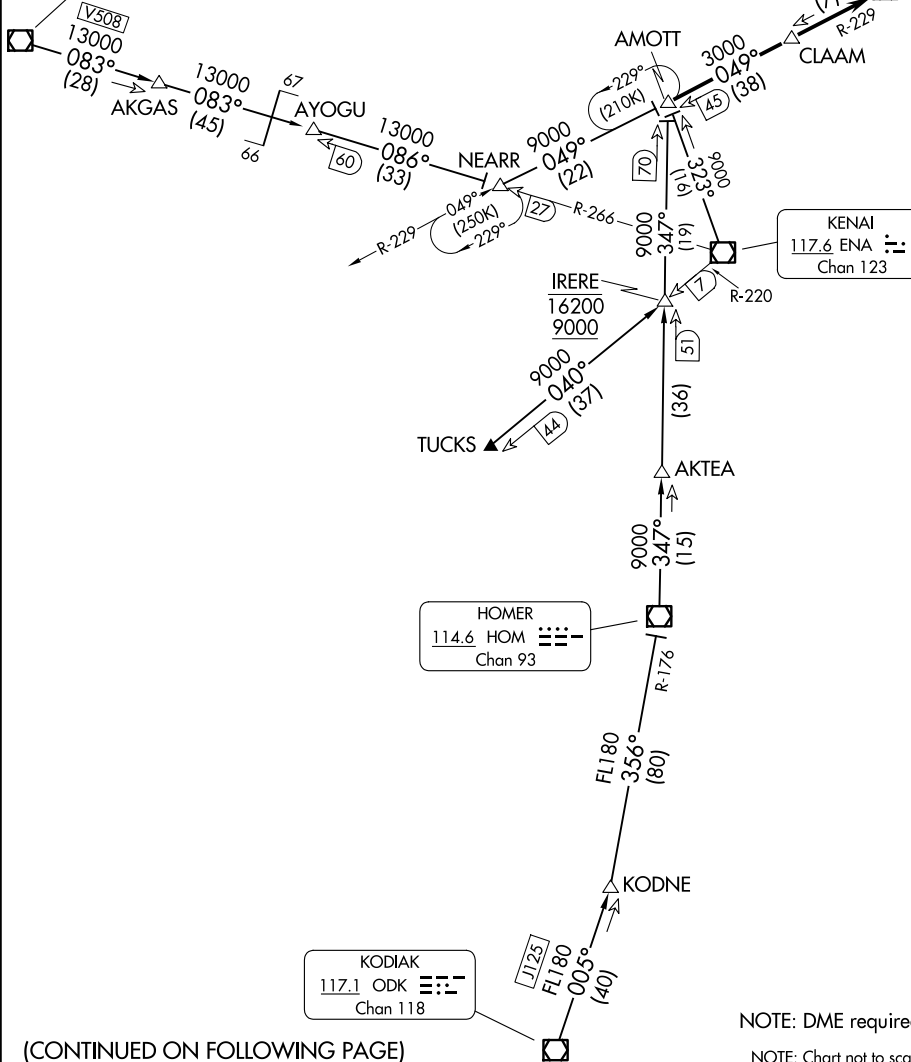 V508
13000
083°
(28)
AKGAS
13000
083°
(45)
67
66
AYOGU
60
13000
086°
(33)
NEARR
9000
049°
(22)
049°
(250K)
229°
R-229
27
R-266
229°
(210K)
AMOTT
3000
049°
(38)
45
CLAAM
R-229
70
9000
323°
(16)
9000
347°
(19)
KENAI
117.6 ENA
Chan 123
7
R-220
IRERE
16200
9000
51
9000
040°
(37)
44
TUCKS
(36)
AKTEA
9000
347°
(15)
HOMER
114.6 HOM
Chan 93
R-176
FL180
356°
(80)
KODNE
J125
FL180
005°
(40)
KODIAK
117.1 ODK
Chan 118
NOTE: DME require
NOTE: Chart not to sca
(CONTINUED ON FOLLOWING PAGE)